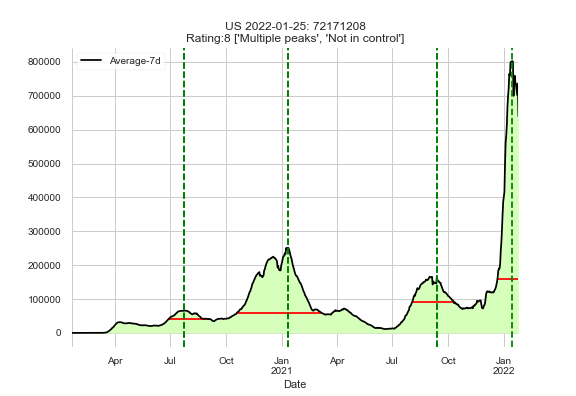 US 2022-01-25: 72171208
Rating:8 ['Multiple peaks', 'Not in control']
Average-7d
800000
700000
600000
500000
400000
300000
200000
100000
0
Apr Jul Oct Jan Apr Jul Oct Jan
2021 2022
Date